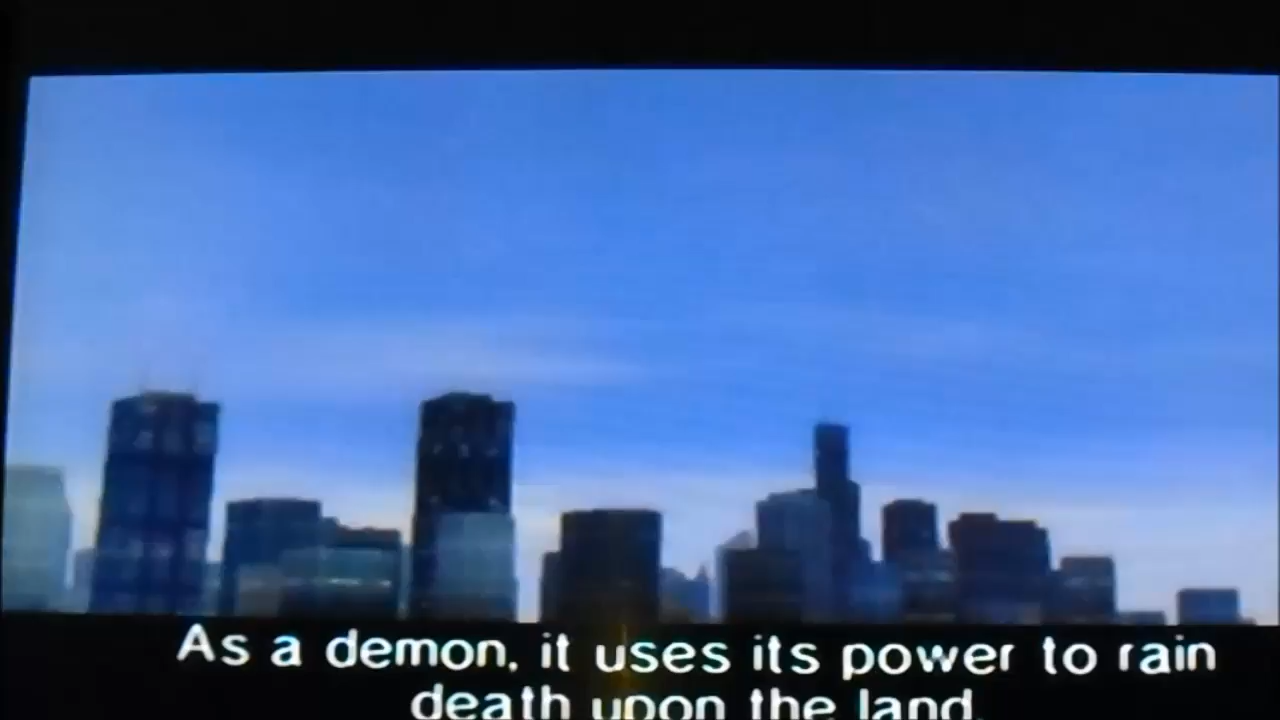 As a demon, it uses its power to rain
death upon the land.